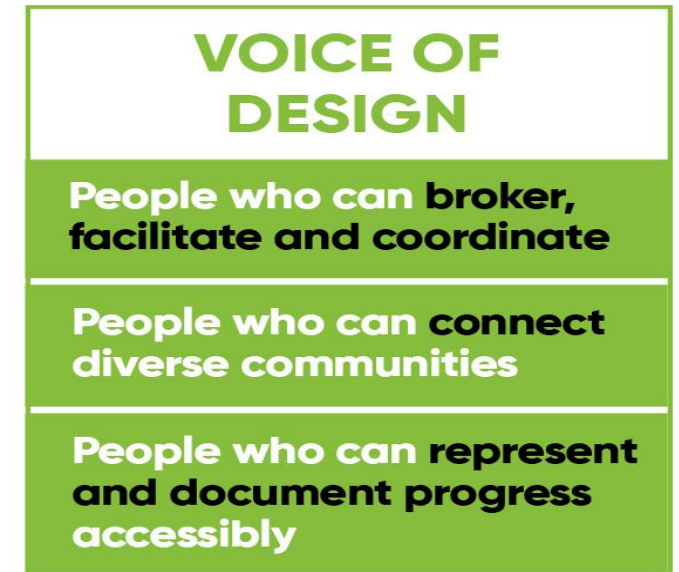 VOICE OF
DESIGN
People who can broker,
facilitate and coordinate
People who can connect
diverse communities
People who can represent
and document progress
accessibly